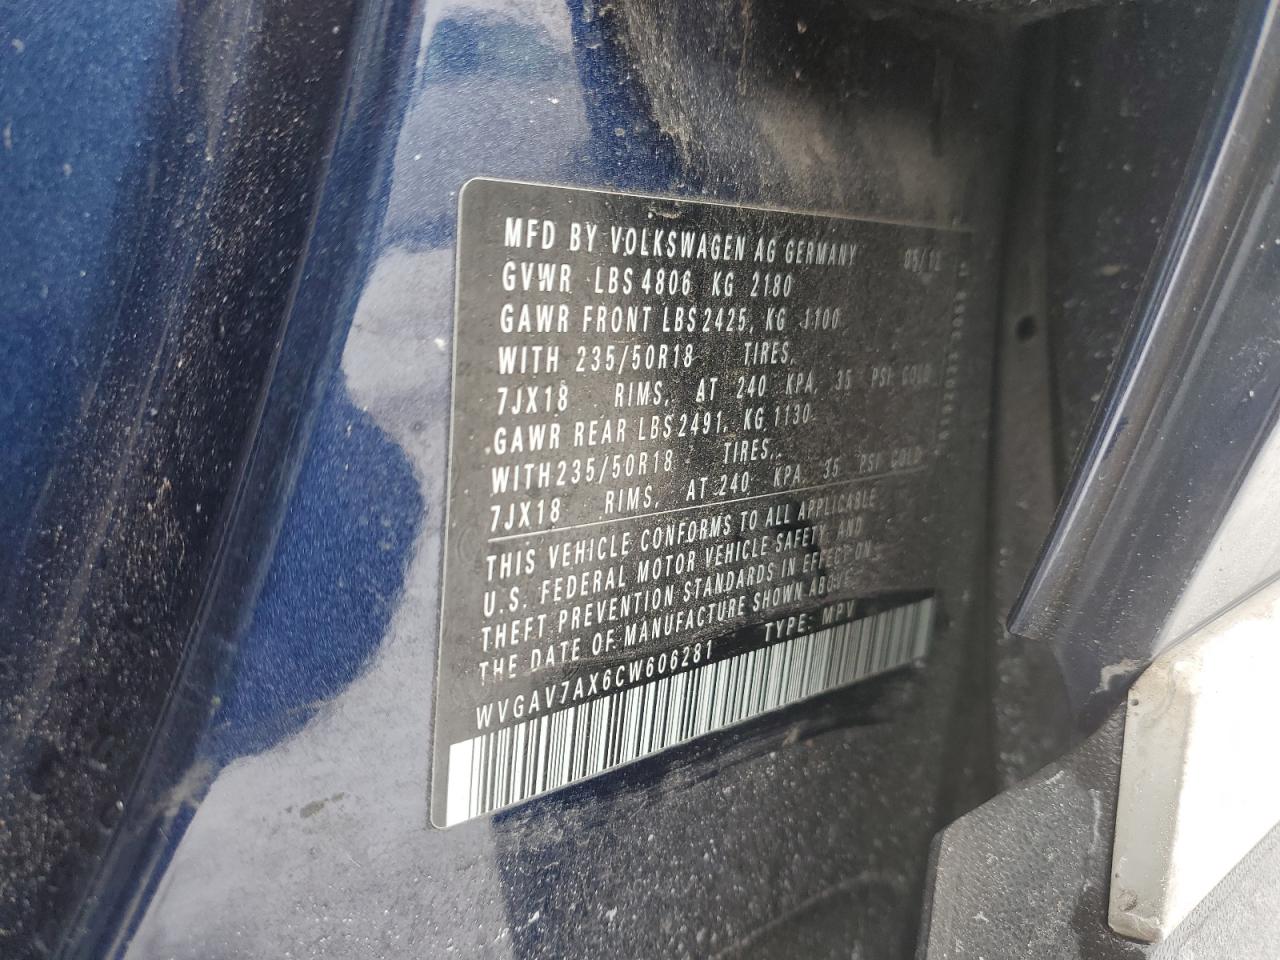 MFD BY VOLKSWAGEN AG GERMANY 05/12
GVWR LBS 4806 KG 2180
GAWR FRONT LBS 2425, KG 1100
WITH 235/50R18 TIRES,
7JX18 RIMS, AT 240 KPA, 35 PSI COLD
GAWR REAR LBS 2491, KG 1130
WITH 235/50R18 TIRES,
7JX18 RIMS, AT 240 KPA, 35 PSI COLD
THIS VEHICLE CONFORMS TO ALL APPLICABLE
U.S. FEDERAL MOTOR VEHICLE SAFETY AND
THEFT PREVENTION STANDARDS IN EFFECT ON
THE DATE OF MANUFACTURE SHOWN ABOVE
WVGAV7AX6CW606281 TYPE: MPV